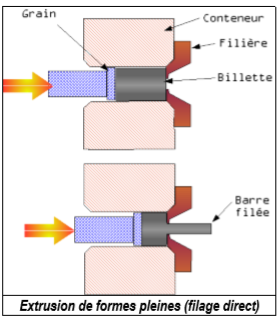 Grain
Conteneur
Filière
Billette
Barre
filée
Extrusion de formes pleines (filage direct)